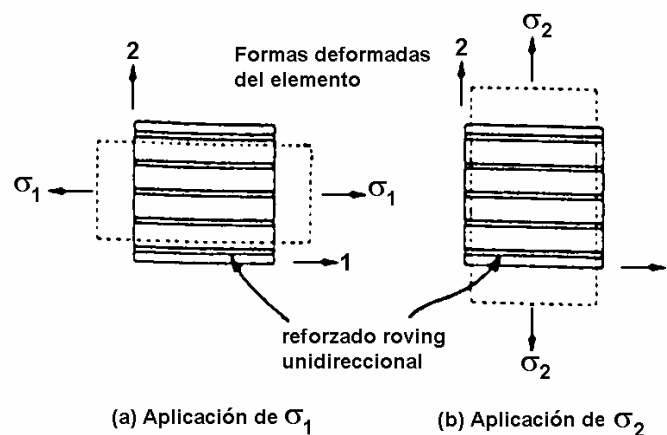 Formas deformadas
del elemento
2
σ₁
σ₁
1
2
σ₂
σ₂
reforzado roving
unidireccional
(a) Aplicación de σ₁
(b) Aplicación de σ₂